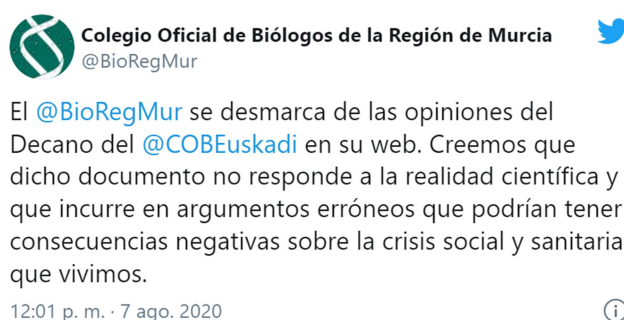 Colegio Oficial de Biólogos de la Región de Murcia
@BioRegMur
El @BioRegMur se desmarca de las opiniones del
Decano del @COBEuskadi en su web. Creemos que
dicho documento no responde a la realidad científica y
que incurre en argumentos erróneos que podrían tener
consecuencias negativas sobre la crisis social y sanitaria
que vivimos.
12:01 p. m. · 7 ago. 2020